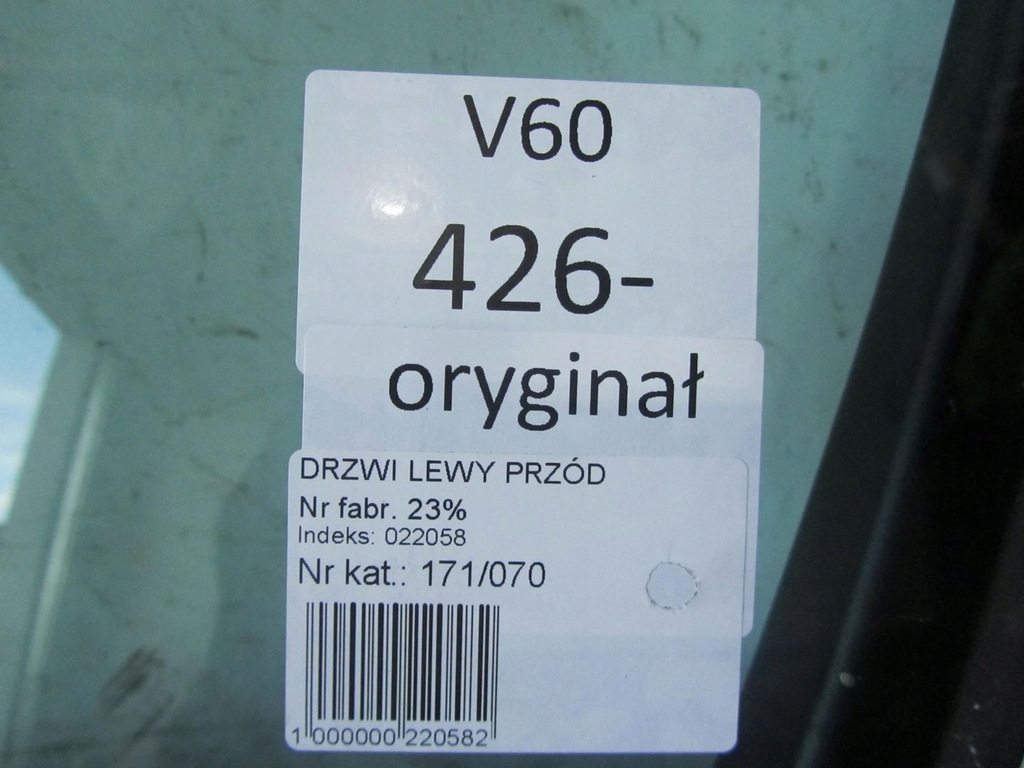 V60
426-
oryginał
DRZWI LEWY PRZÓD
Nr fabr. 23%
Indeks: 022058
Nr kat.: 171/070
1 000000 220582